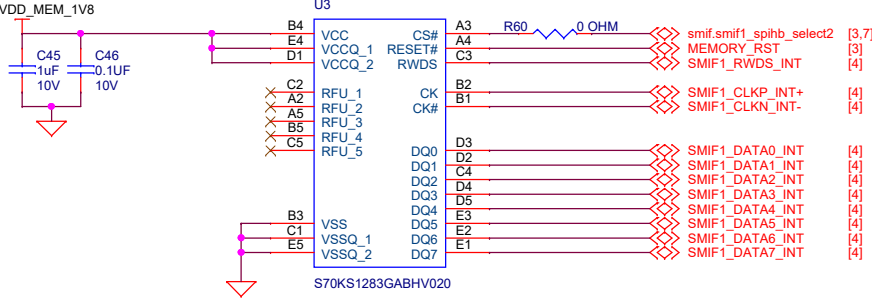 VDD_MEM_1V8
U3
B4 VCC CS# A3 R60 0 OHM smif.smif1_spihb_select2 [3,7]
E4 VCCQ_1 RESET# A4 MEMORY_RST [3]
D1 VCCQ_2 RWDS C3 SMIF1_RWDS_INT [4]
C45 C46
1uF 0.1UF
10V 10V
C2 RFU_1 CK B2 SMIF1_CLKP_INT+ [4]
A2 RFU_2 CK# B1 SMIF1_CLKN_INT- [4]
A5 RFU_3
B5 RFU_4
C5 RFU_5
DQ0 D3 SMIF1_DATA0_INT [4]
DQ1 D2 SMIF1_DATA1_INT [4]
DQ2 C4 SMIF1_DATA2_INT [4]
DQ3 D4 SMIF1_DATA3_INT [4]
DQ4 D5 SMIF1_DATA4_INT [4]
B3 VSS DQ5 E3 SMIF1_DATA5_INT [4]
C1 VSSQ_1 DQ6 E2 SMIF1_DATA6_INT [4]
E5 VSSQ_2 DQ7 E1 SMIF1_DATA7_INT [4]
S70KS1283GABHV020